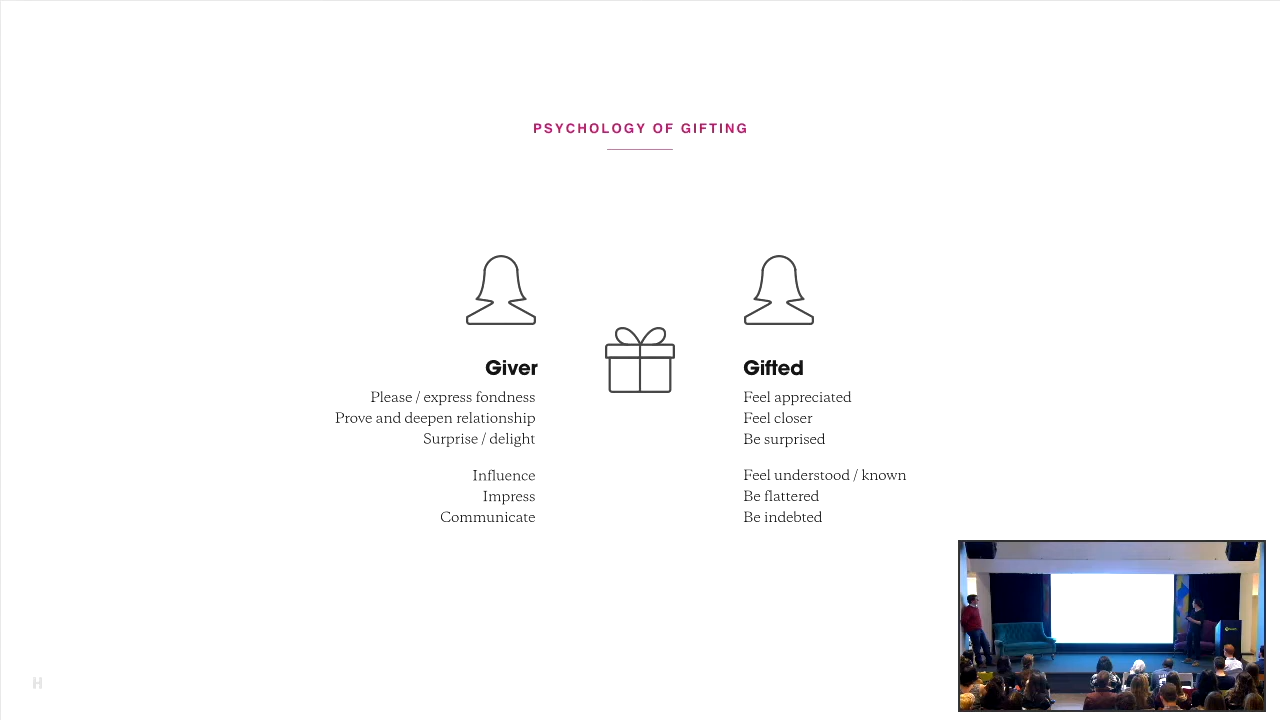 PSYCHOLOGY OF GIFTING
Giver
Please / express fondness
Prove and deepen relationship
Surprise / delight
Influence
Impress
Communicate
Gifted
Feel appreciated
Feel closer
Be surprised
Feel understood / known
Be flattered
Be indebted
H